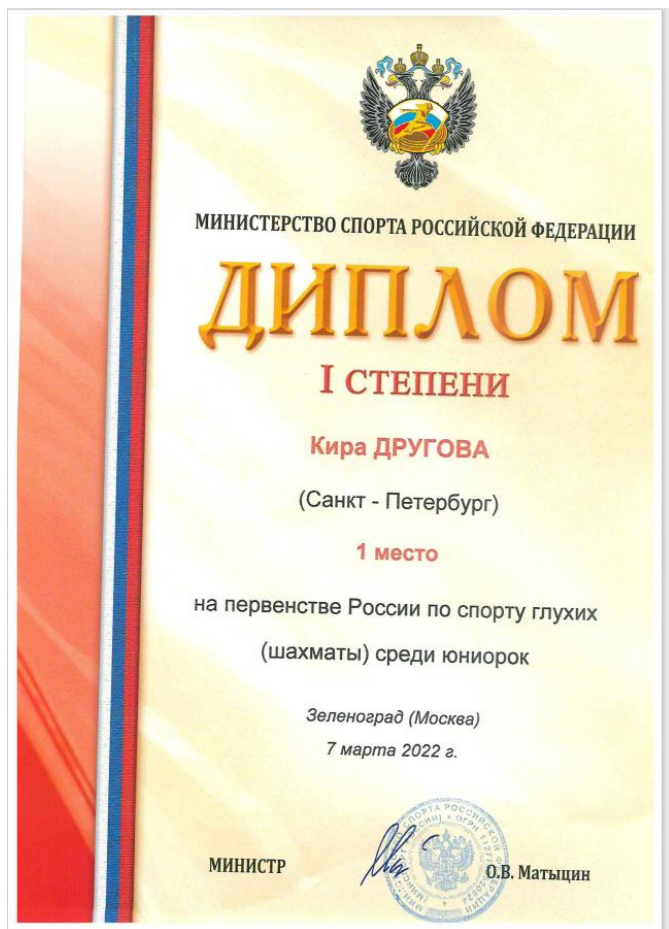 МИНИСТЕРСТВО СПОРТА РОССИЙСКОЙ ФЕДЕРАЦИИ
ДИПЛОМ
I СТЕПЕНИ
Кира ДРУГОВА
(Санкт - Петербург)
1 место
на первенстве России по спорту глухих
(шахматы) среди юниорок
Зеленоград (Москва)
7 марта 2022 г.
МИНИСТР
О.В. Матыцин